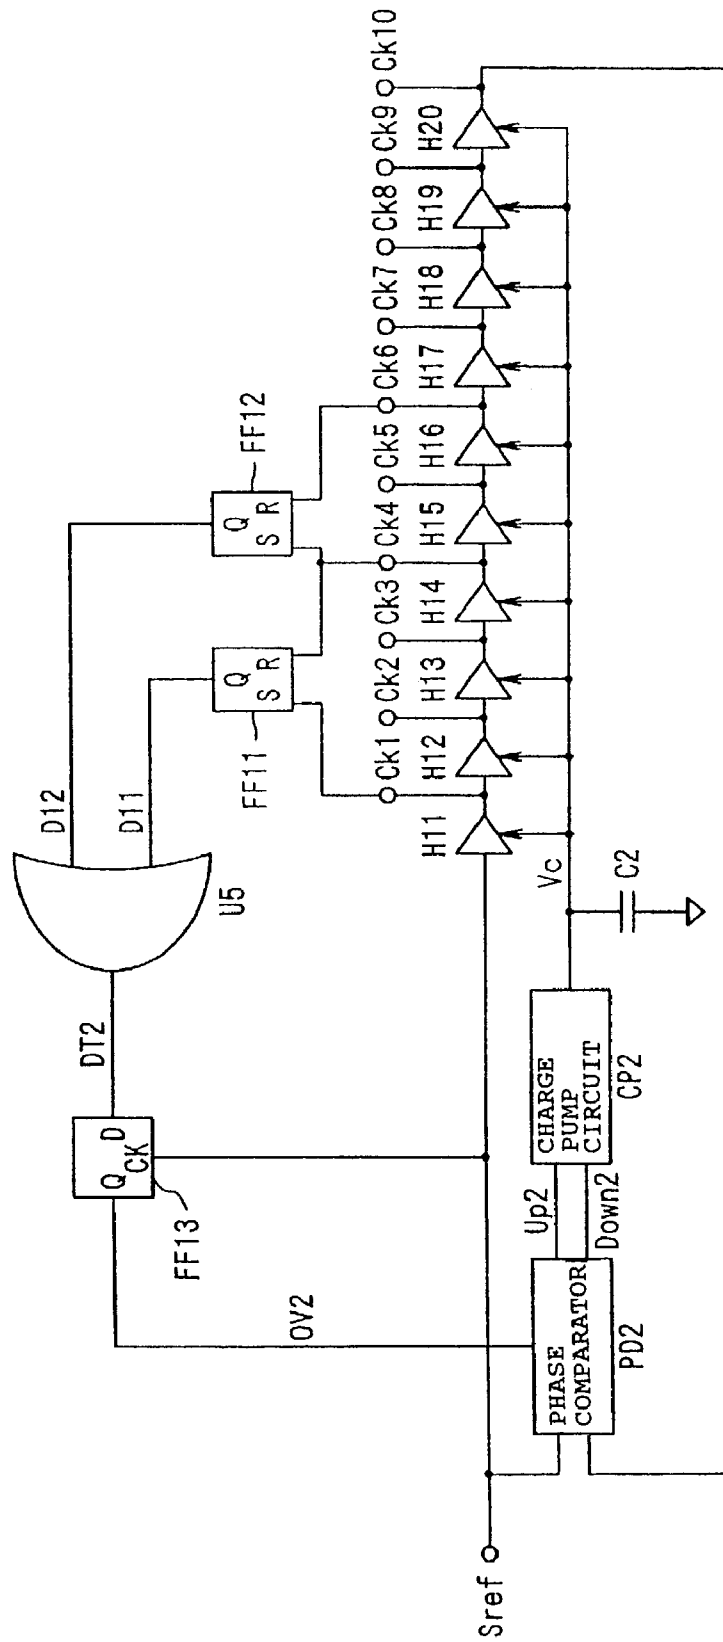 Ck1
Ck2
Ck3
Ck4
Ck5
Ck6
Ck7
Ck8
Ck9
Ck10
H11
H12
H13
H14
H15
H16
H17
H18
H19
H20
FF12
Q
S
R
FF11
Q
S
R
D12
D11
U5
DT2
Q
D
CK
FF13
OV2
Sref
PHASE
COMPARATOR
PD2
Up2
Down2
CHARGE
PUMP
CIRCUIT
CP2
Vc
C2